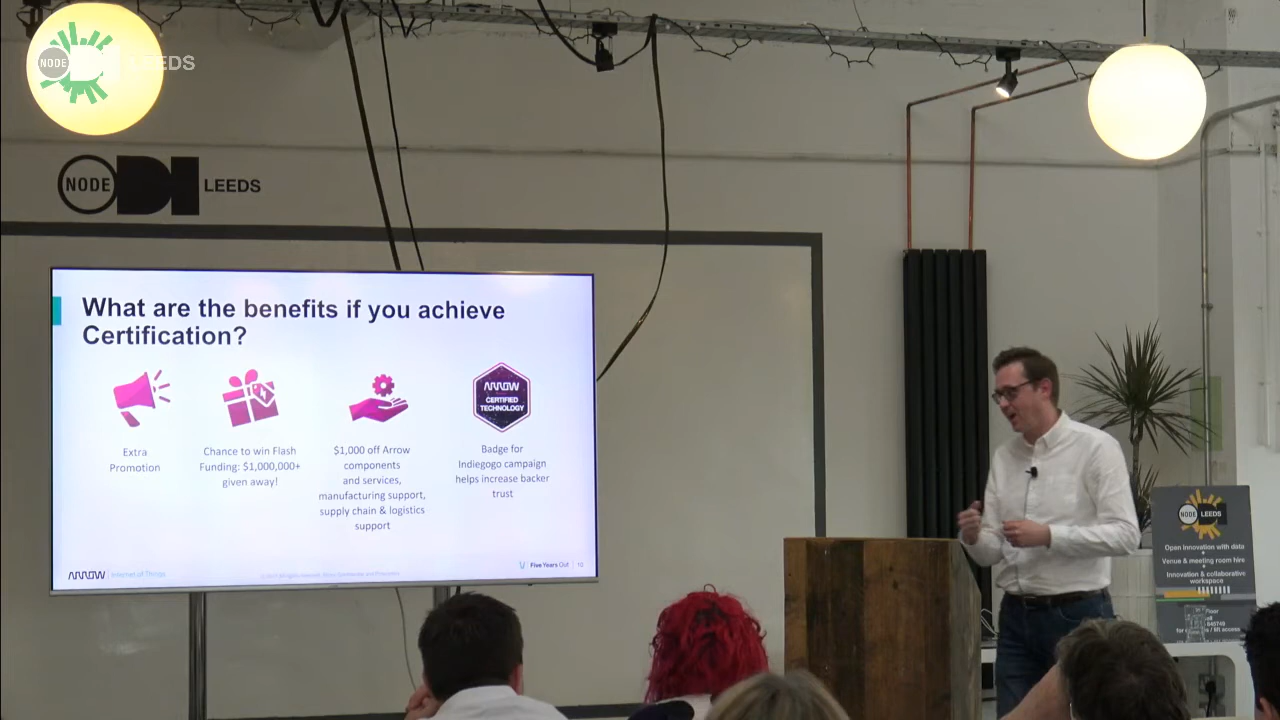 NODE LEEDS
NODE ODI LEEDS
What are the benefits if you achieve
Certification?
Extra
Promotion
Chance to win Flash
Funding: $1,000,000+
given away!
$1,000 off Arrow
components
and services,
manufacturing support,
supply chain & logistics
support
ARROW
CERTIFIED
TECHNOLOGY
Badge for
Indiegogo campaign
helps increase backer
trust
ARROW | Internet of Things
Five Years Out | 10
NODE LEEDS
Open innovation with data
Venue & meeting room hire
Innovation & collaborative
workspace